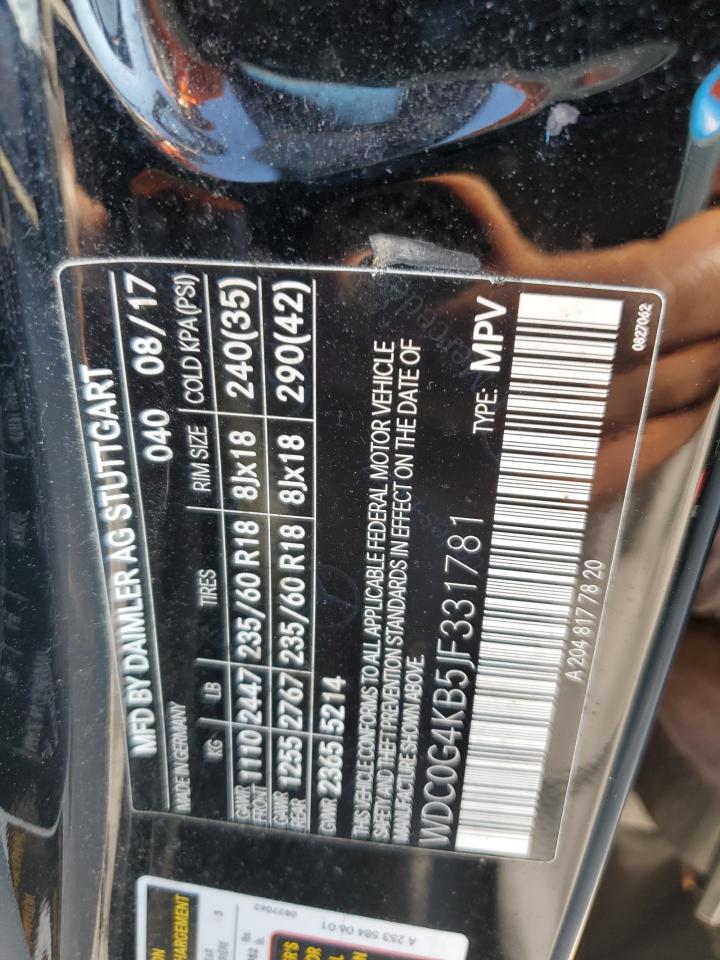 MFD BY DAIMLER AG STUTTGART
MADE IN GERMANY 040 08/17
KG LB TIRES RIM SIZE COLD KPA(PSI)
GAWR FRONT 1110 2447 235/60 R18 8Jx18 240(35)
GAWR REAR 1255 2767 235/60 R18 8Jx18 290(42)
GVWR 2365 5214
THIS VEHICLE CONFORMS TO ALL APPLICABLE FEDERAL MOTOR VEHICLE
SAFETY AND THEFT PREVENTION STANDARDS IN EFFECT ON THE DATE OF
MANUFACTURE SHOWN ABOVE.
WDC0G4KB5JF331781 TYPE: MPV
A 204 817 78 20
0827062
CHARGEMENT
0827062
A 253 584 06 01